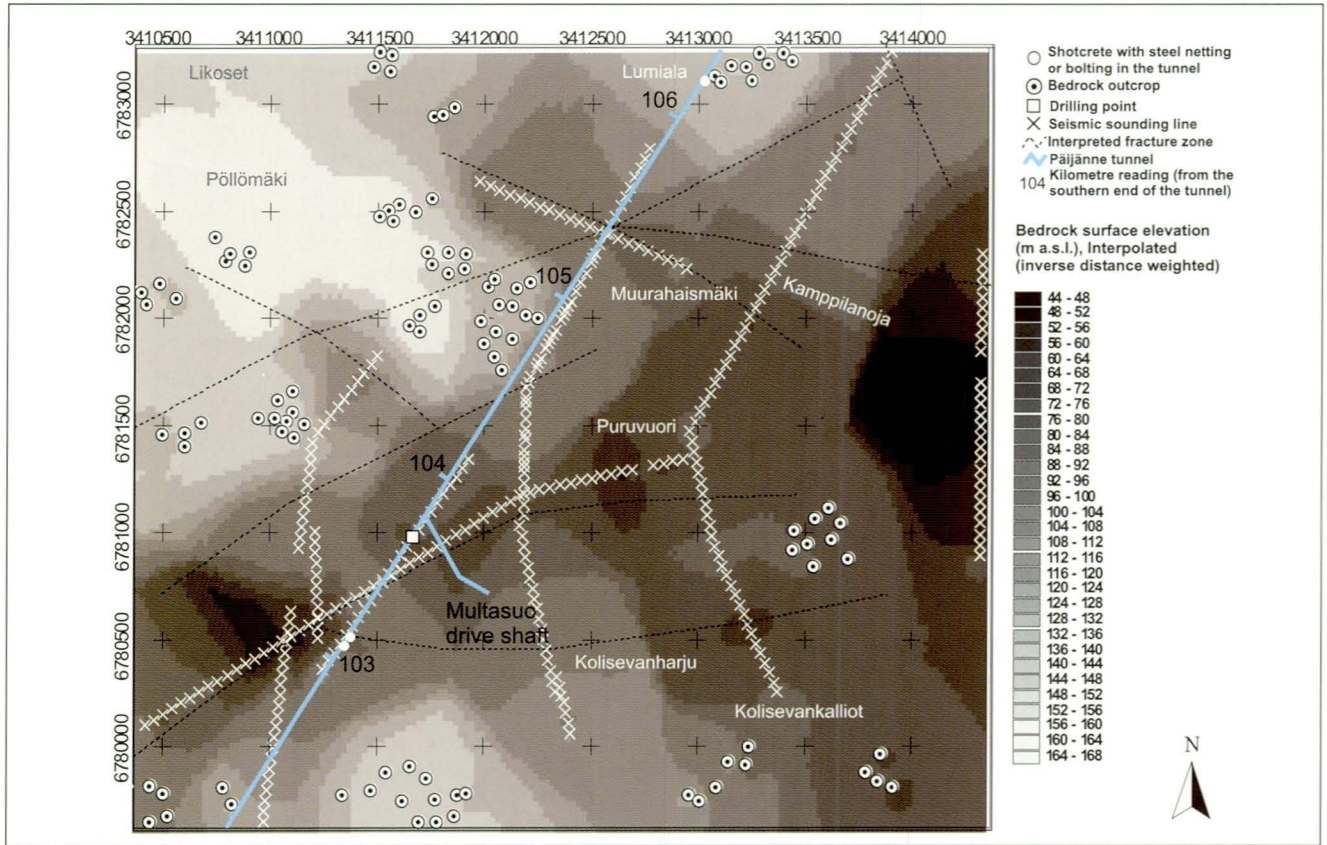 3410500 3411000 3411500 3412000 3412500 3413000 3413500 3414000
6783000
6782500
6782000
6781500
6781000
6780500
6780000
Likoset
Lumiala
106
Pöllömäki
105
Muurahaismäki
Kamppilanoja
Puruvuori
104
Multasuo
drive shaft
103
Kolisevanharju
Kolisevankalliot
Shotcrete with steel netting
or bolting in the tunnel
Bedrock outcrop
Drilling point
Seismic sounding line
Interpreted fracture zone
Päijänne tunnel
104 Kilometre reading (from the
southern end of the tunnel)
Bedrock surface elevation
(m a.s.l.), Interpolated
(inverse distance weighted)
44 - 48
48 - 52
52 - 56
56 - 60
60 - 64
64 - 68
68 - 72
72 - 76
76 - 80
80 - 84
84 - 88
88 - 92
92 - 96
96 - 100
100 - 104
104 - 108
108 - 112
112 - 116
116 - 120
120 - 124
124 - 128
128 - 132
132 - 136
136 - 140
140 - 144
144 - 148
148 - 152
152 - 156
156 - 160
160 - 164
164 - 168
N